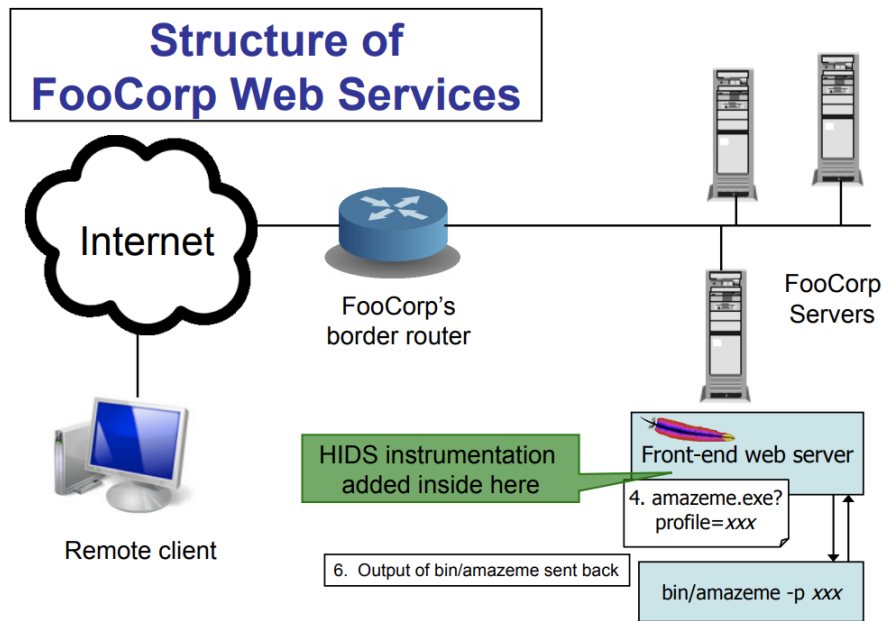 Structure of
FooCorp Web Services
Internet
FooCorp's
border router
FooCorp
Servers
Remote client
HIDS instrumentation
added inside here
Front-end web server
4. amazeme.exe?
profile=xxx
6. Output of bin/amazeme sent back
bin/amazeme -p xxx